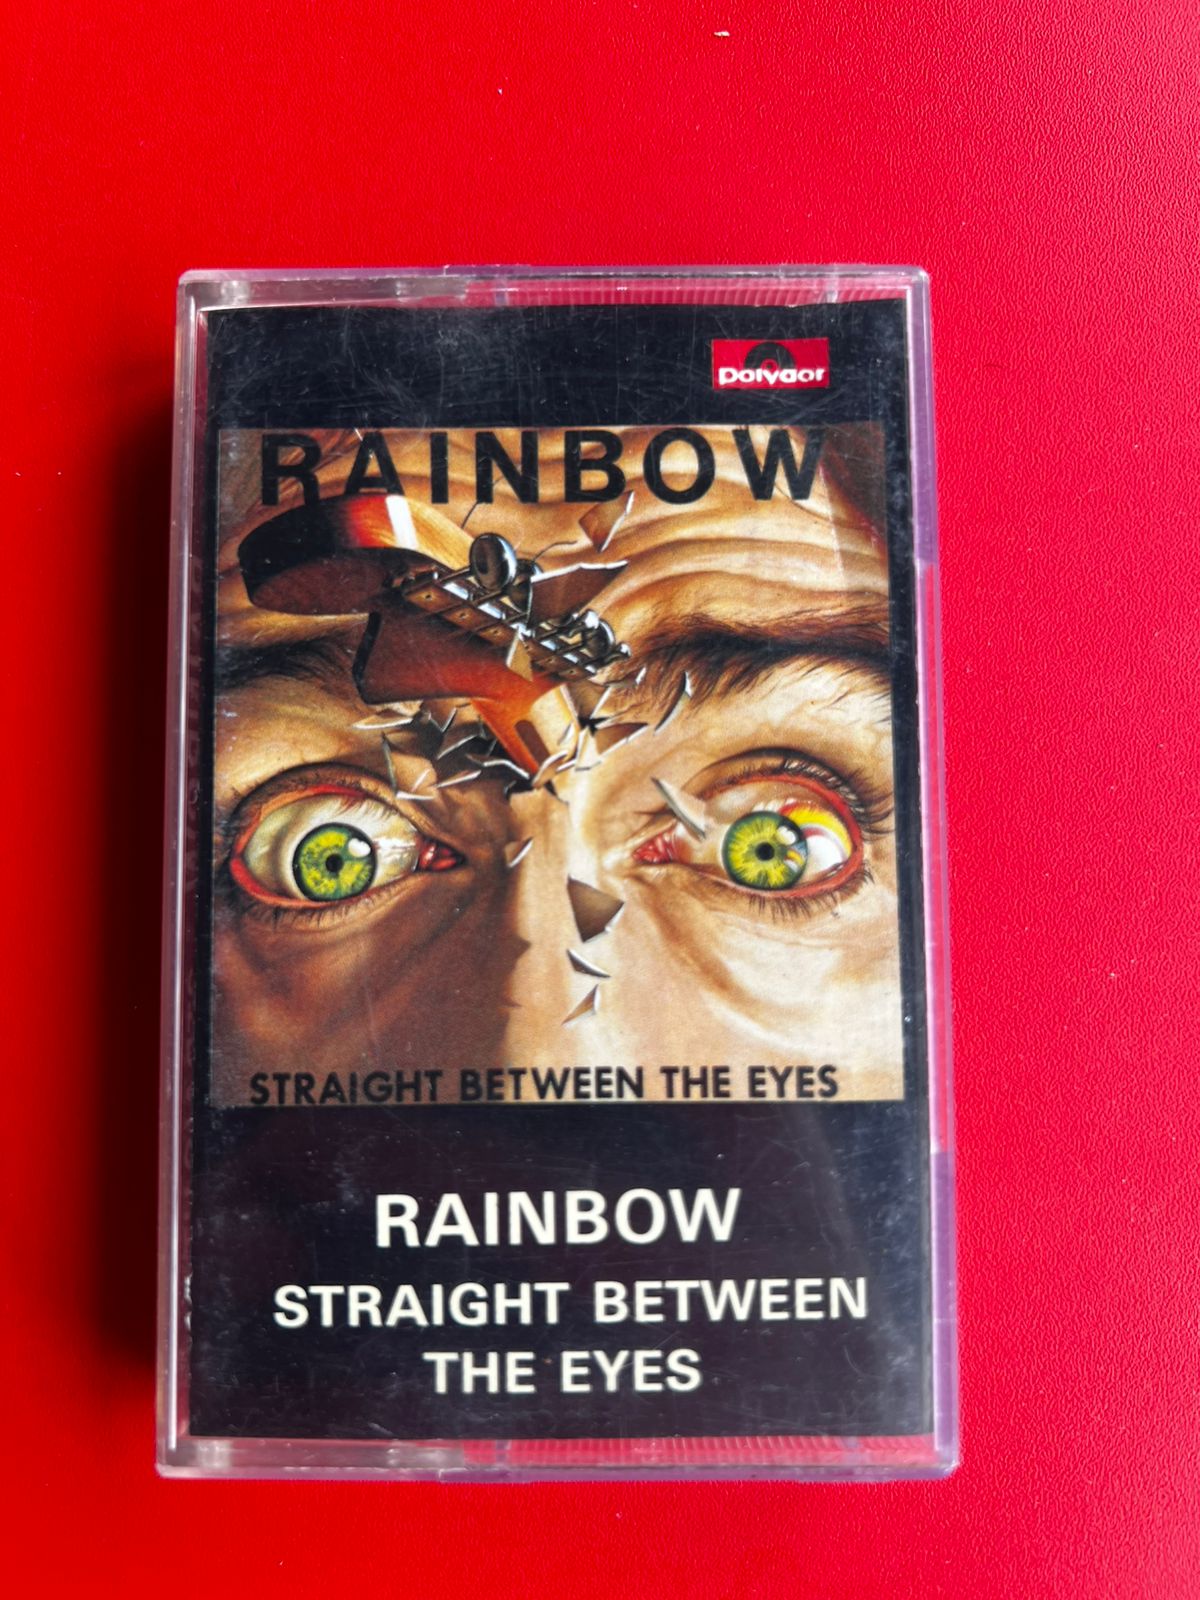 polydor
RAINBOW
STRAIGHT BETWEEN THE EYES
RAINBOW
STRAIGHT BETWEEN
THE EYES